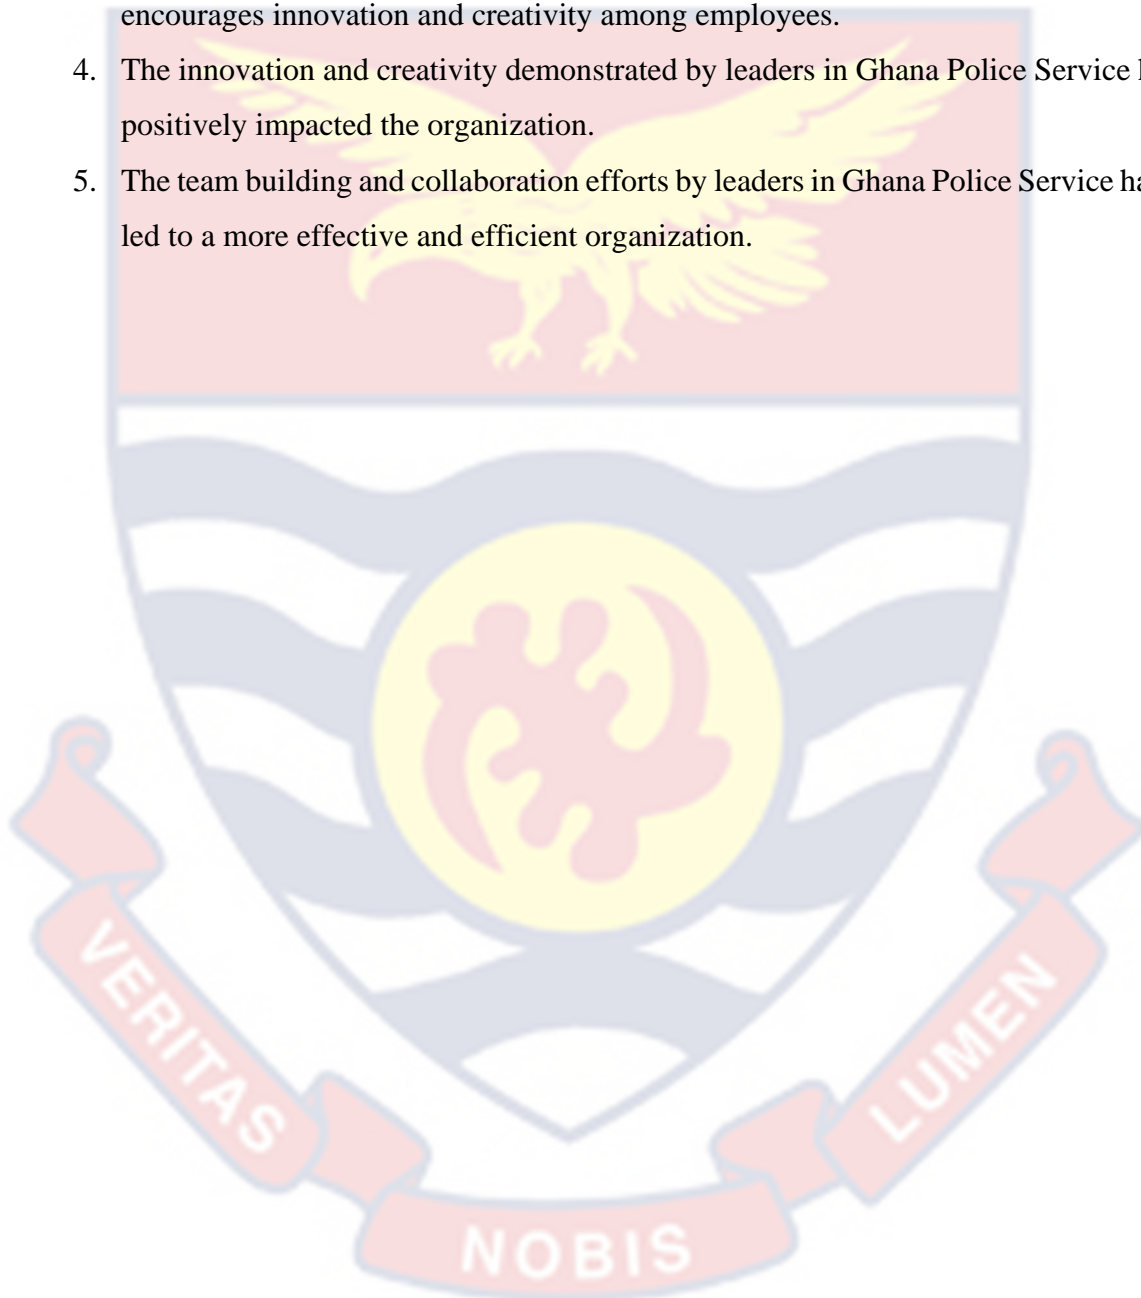 encourages innovation and creativity among employees.
4. The innovation and creativity demonstrated by leaders in Ghana Police Service
positively impacted the organization.
5. The team building and collaboration efforts by leaders in Ghana Police Service
led to a more effective and efficient organization.
VERITAS
NOBIS
LUMEN